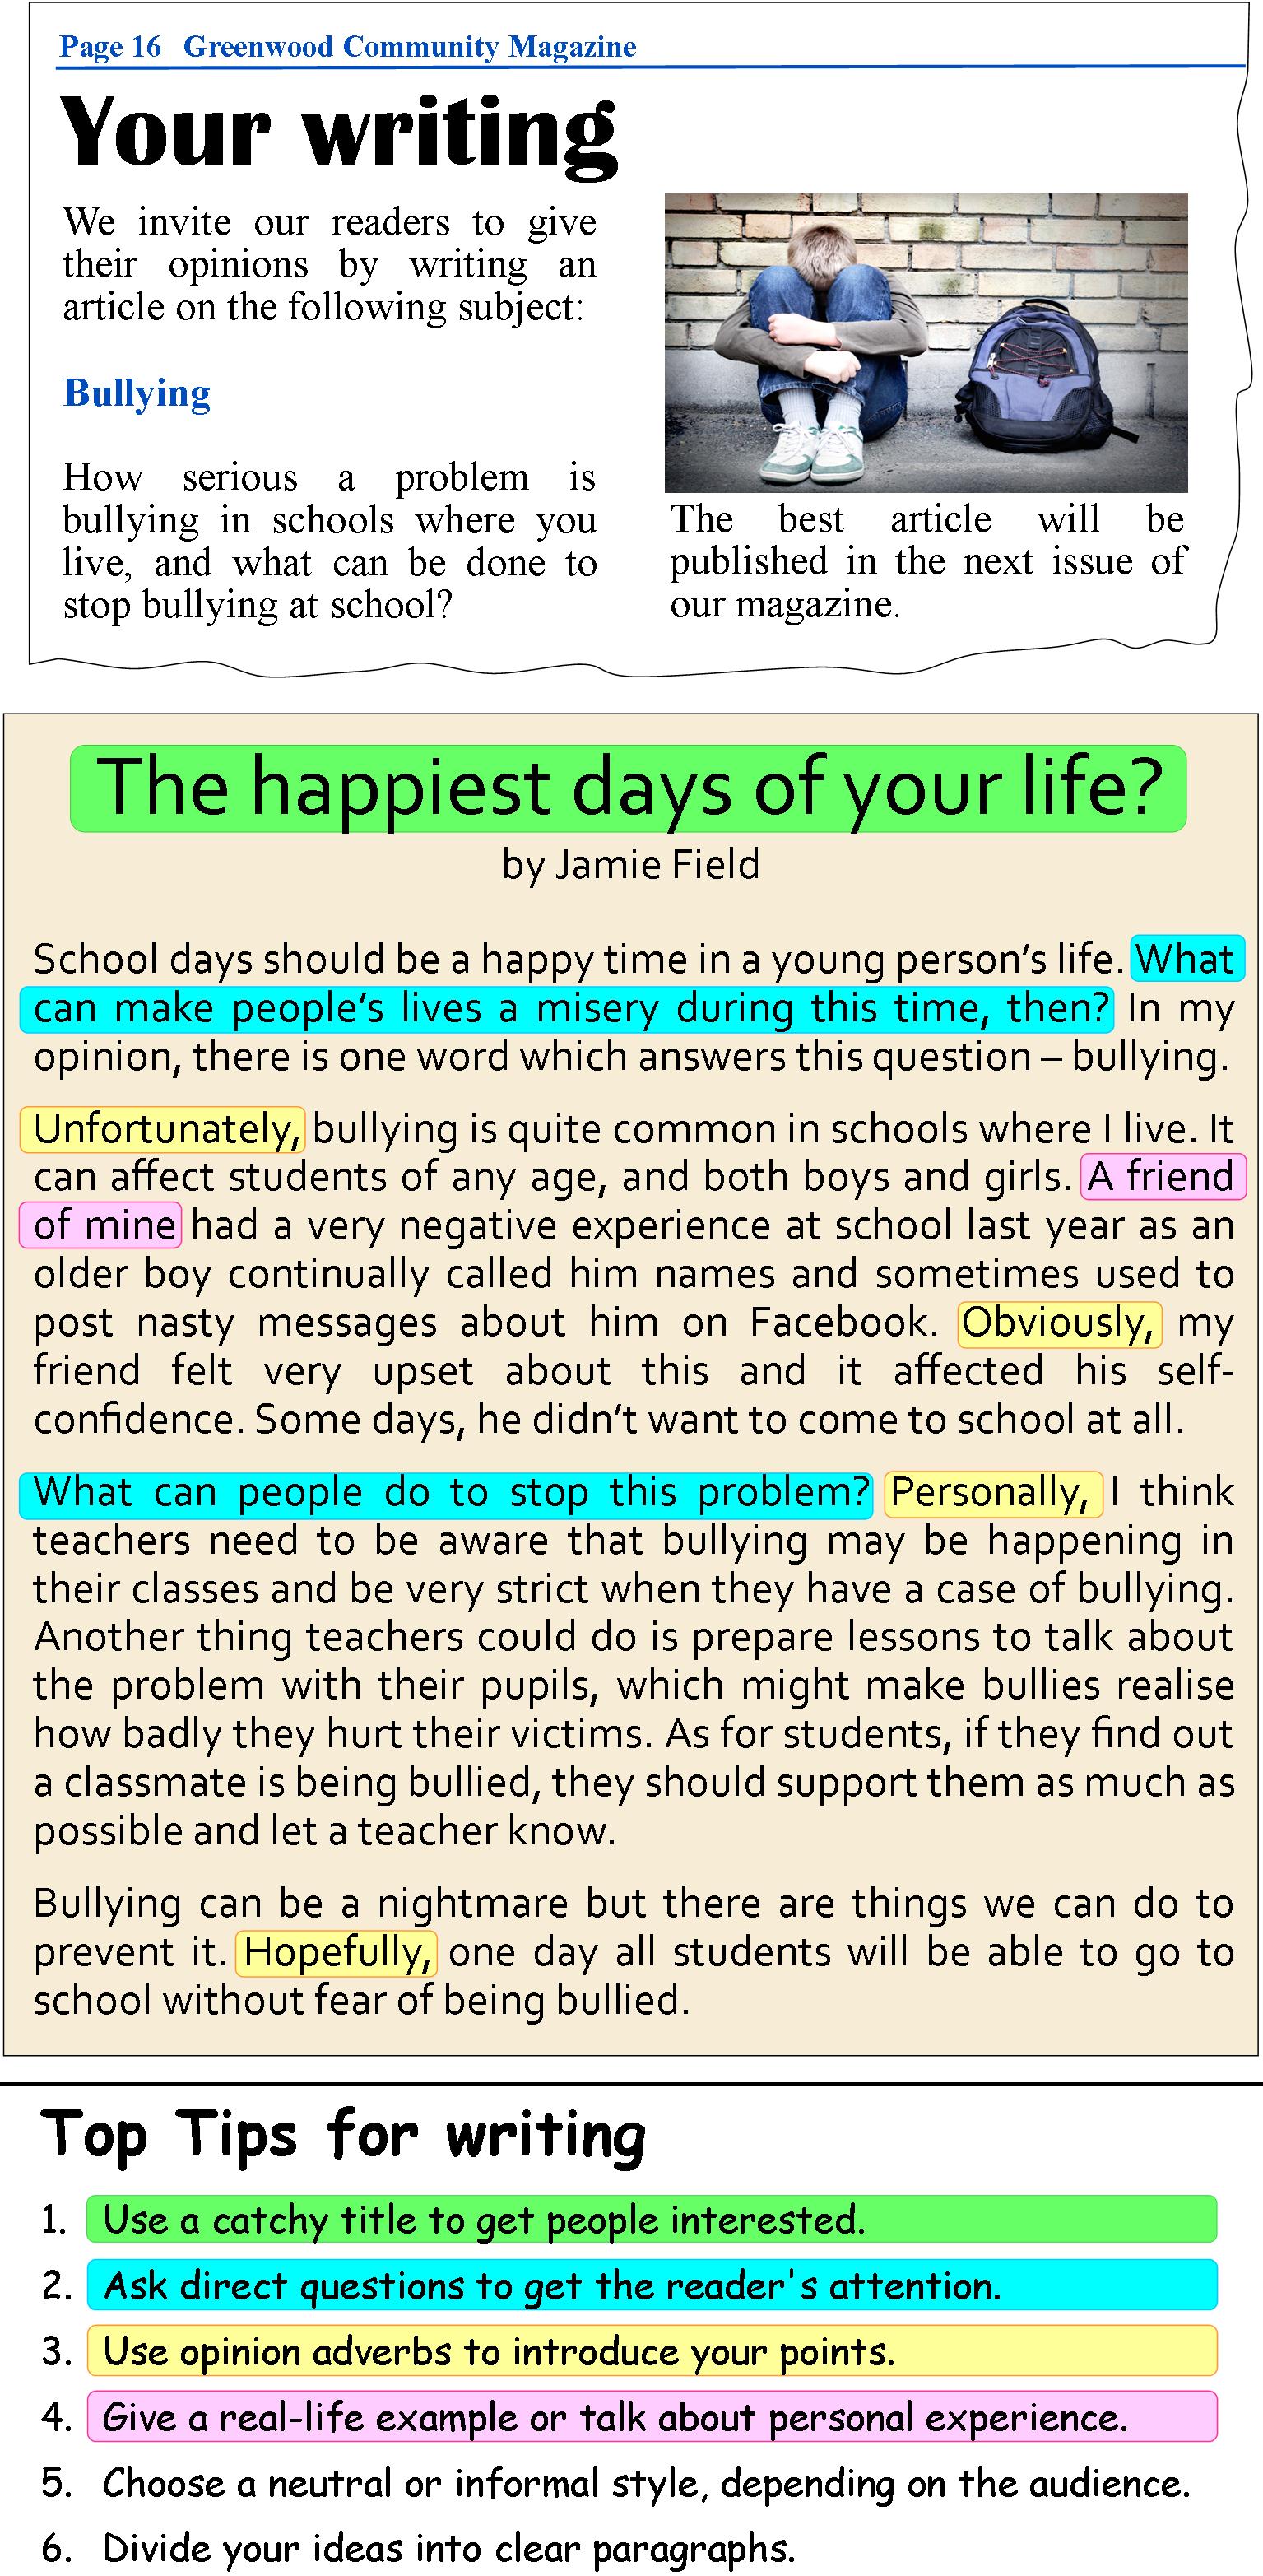 Page 16 Greenwood Community Magazine
Your writing
We invite our readers to give
their opinions by writing an
article on the following subject:
Bullying
How serious a problem is
bullying in schools where you
live, and what can be done to
stop bullying at school?
The best article will be
published in the next issue of
our magazine.
The happiest days of your life?
by Jamie Field
School days should be a happy time in a young person's life. What
can make people's lives a misery during this time, then? In my
opinion, there is one word which answers this question – bullying.
Unfortunately, bullying is quite common in schools where I live. It
can affect students of any age, and both boys and girls. A friend
of mine had a very negative experience at school last year as an
older boy continually called him names and sometimes used to
post nasty messages about him on Facebook. Obviously, my
friend felt very upset about this and it affected his self-
confidence. Some days, he didn't want to come to school at all.
What can people do to stop this problem? Personally, I think
teachers need to be aware that bullying may be happening in
their classes and be very strict when they have a case of bullying.
Another thing teachers could do is prepare lessons to talk about
the problem with their pupils, which might make bullies realise
how badly they hurt their victims. As for students, if they find out
a classmate is being bullied, they should support them as much as
possible and let a teacher know.
Bullying can be a nightmare but there are things we can do to
prevent it. Hopefully, one day all students will be able to go to
school without fear of being bullied.
Top Tips for writing
1. Use a catchy title to get people interested.
2. Ask direct questions to get the reader's attention.
3. Use opinion adverbs to introduce your points.
4. Give a real-life example or talk about personal experience.
5. Choose a neutral or informal style, depending on the audience.
6. Divide your ideas into clear paragraphs.